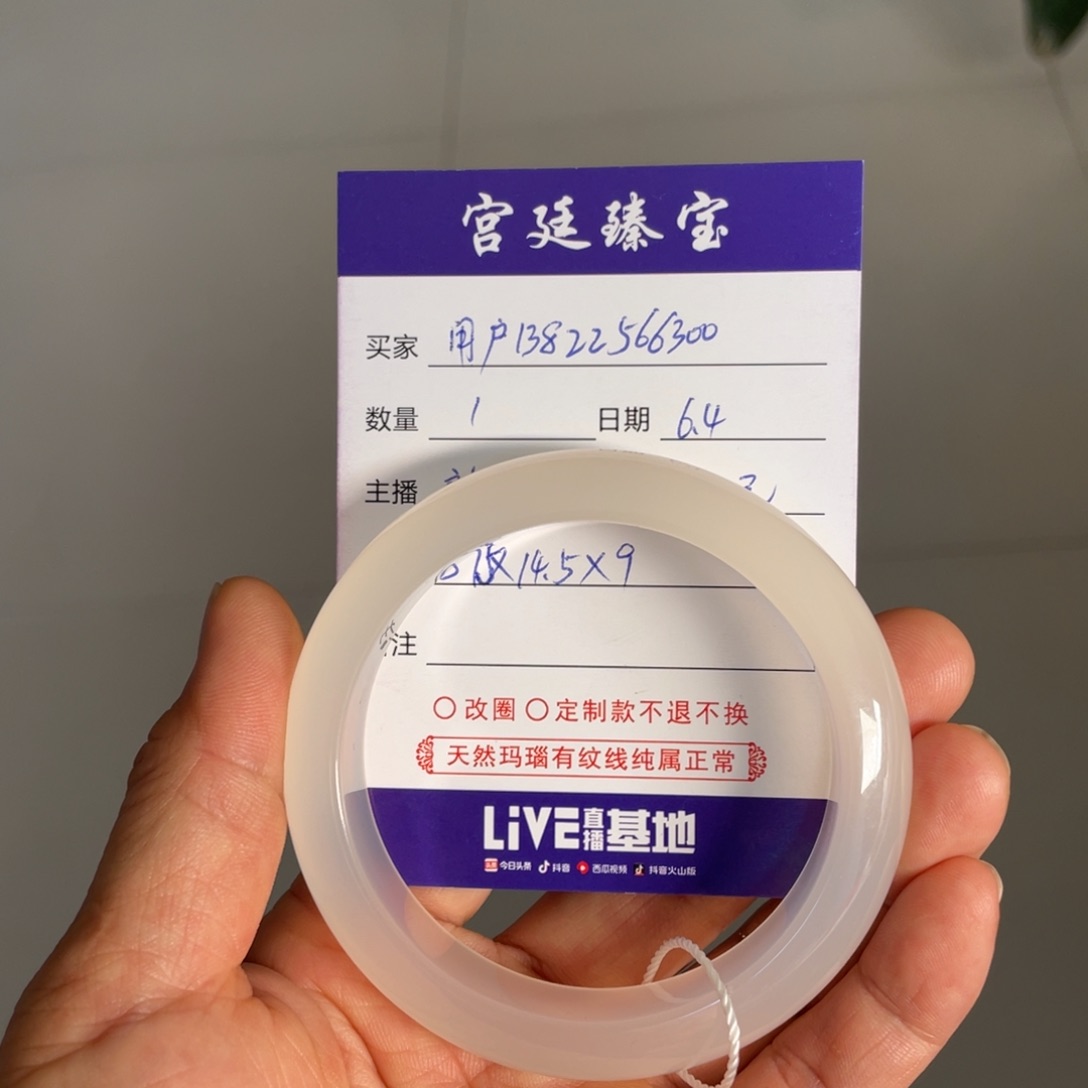 宫廷臻宝
买家 用户13822566300
数量 1 日期 6.4
主播
X14.5X9
注
○改圈○定制款不退不换
天然玛瑙有纹线纯属正常
LiVE直播基地
今日头条 抖音 西瓜视频 抖音火山版